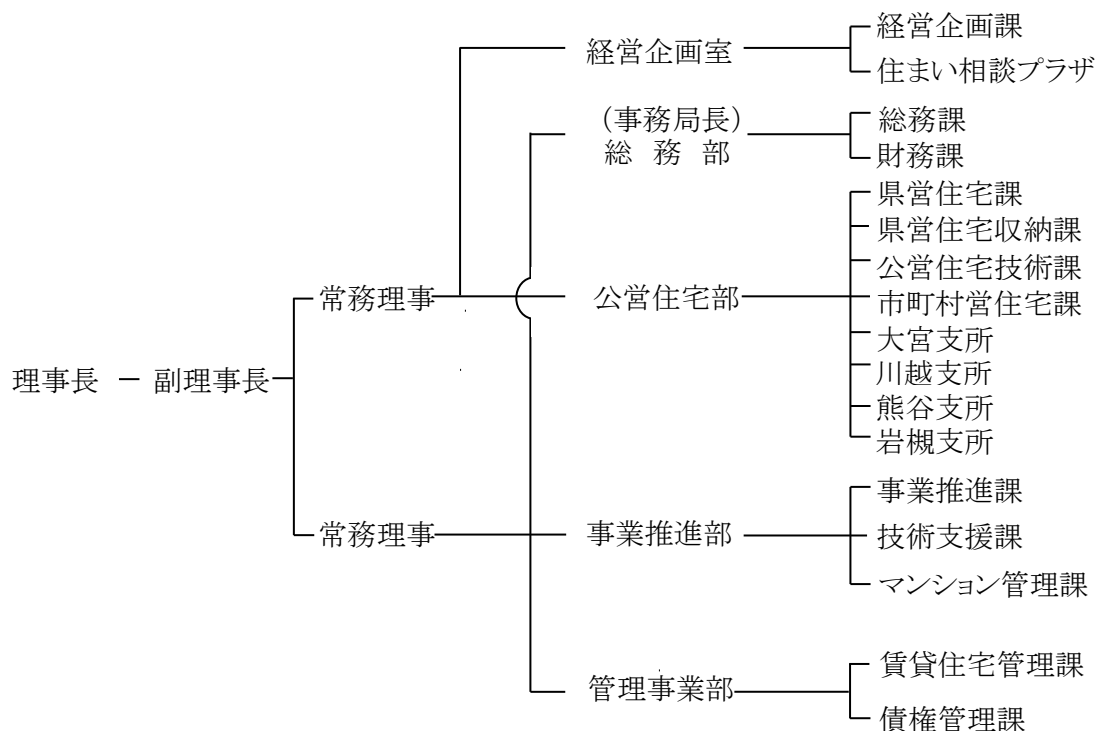 理事長 － 副理事長
常務理事
経営企画室
経営企画課
住まい相談プラザ
公営住宅部
県営住宅課
県営住宅収納課
公営住宅技術課
市町村営住宅課
大宮支所
川越支所
熊谷支所
岩槻支所
常務理事
(事務局長)
総　務　部
総務課
財務課
事業推進部
事業推進課
技術支援課
マンション管理課
管理事業部
賃貸住宅管理課
債権管理課